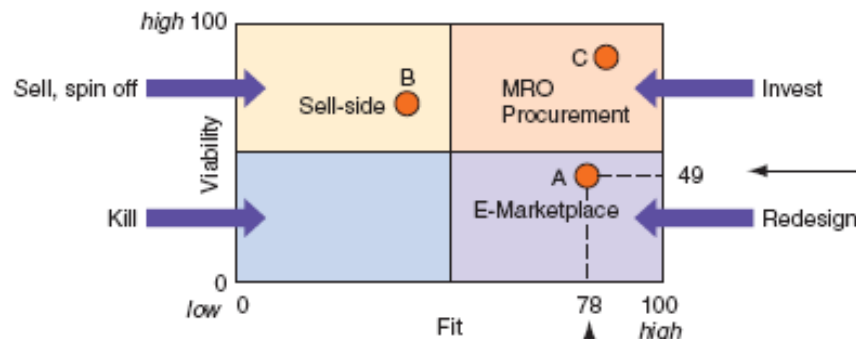 high 100
Sell, spin off
B
Sell-side
C
MRO
Procurement
Invest
Viability
A
49
E-Marketplace
Kill
Redesign
0
low
0
78
100
Fit
high